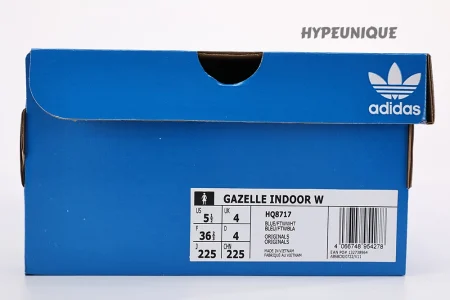 HYPEUNIQUE
adidas
GAZELLE INDOOR W
US 5½ UK 4
HQ8717
BLUE/FTWWHT
BLEU/FTWBLA
F 36⅔ D 4
ORIGINALS
ORIGINALS
J 225 CHN 225
MADE IN VIETNAM
FABRIQUÉ AU VIETNAM
4 066748 954278